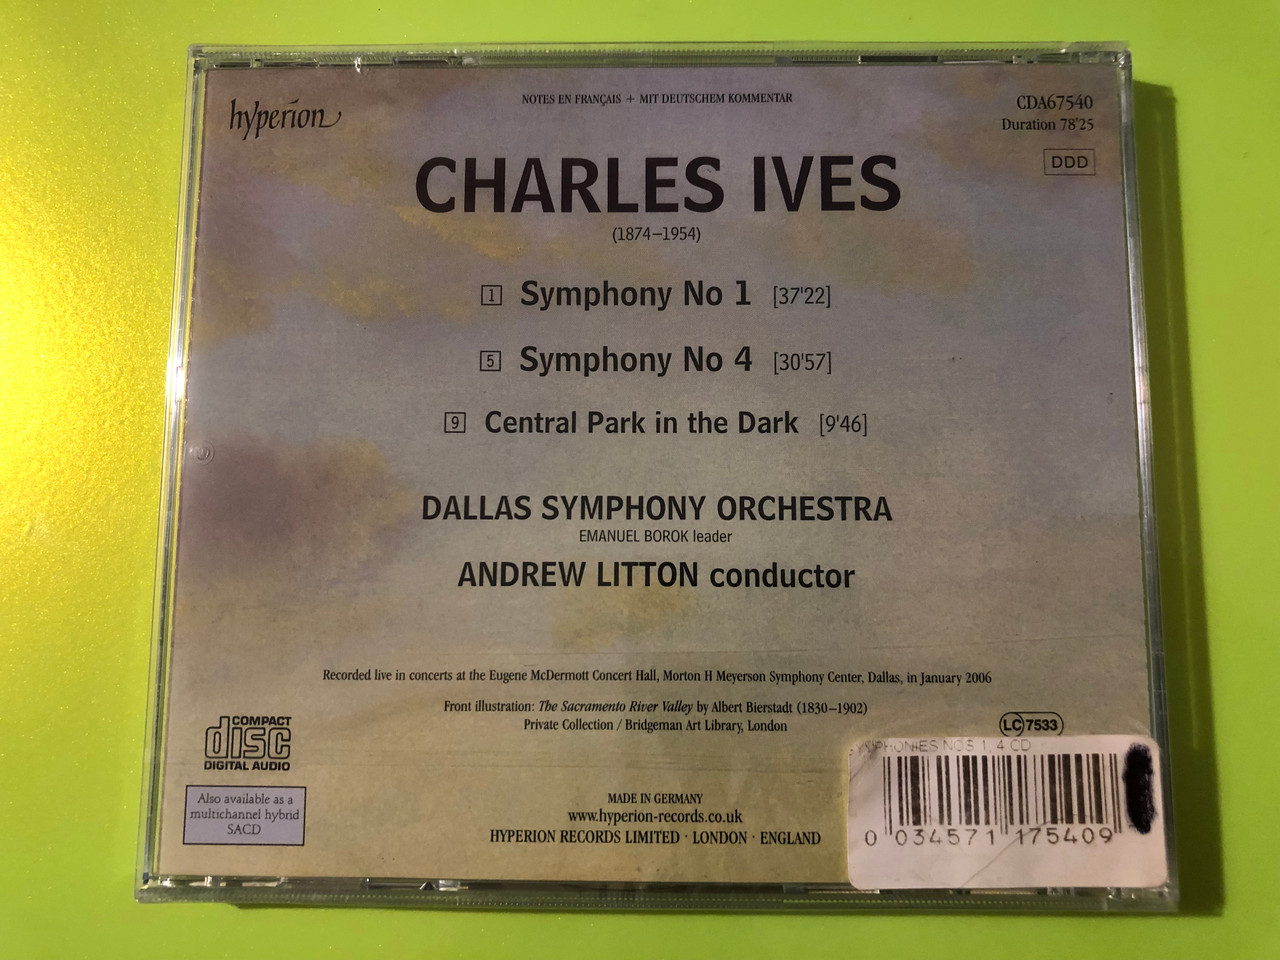 hyperion
NOTES EN FRANÇAIS + MIT DEUTSCHEM KOMMENTAR
CDA67540
Duration 78'25
DDD
CHARLES IVES
(1874–1954)
1 Symphony No 1 [37'22]
5 Symphony No 4 [30'57]
9 Central Park in the Dark [9'46]
DALLAS SYMPHONY ORCHESTRA
EMANUEL BOROK leader
ANDREW LITTON conductor
Recorded live in concerts at the Eugene McDermott Concert Hall, Morton H Meyerson Symphony Center, Dallas, in January 2006
Front illustration: The Sacramento River Valley by Albert Bierstadt (1830–1902)
Private Collection / Bridgeman Art Library, London
LC 7533
COMPACT
disc
DIGITAL AUDIO
Also available as a
multichannel hybrid
SACD
MADE IN GERMANY
www.hyperion-records.co.uk
HYPERION RECORDS LIMITED · LONDON · ENGLAND
SYMPHONIES NOS 1, 4 CD
0 034571 175409